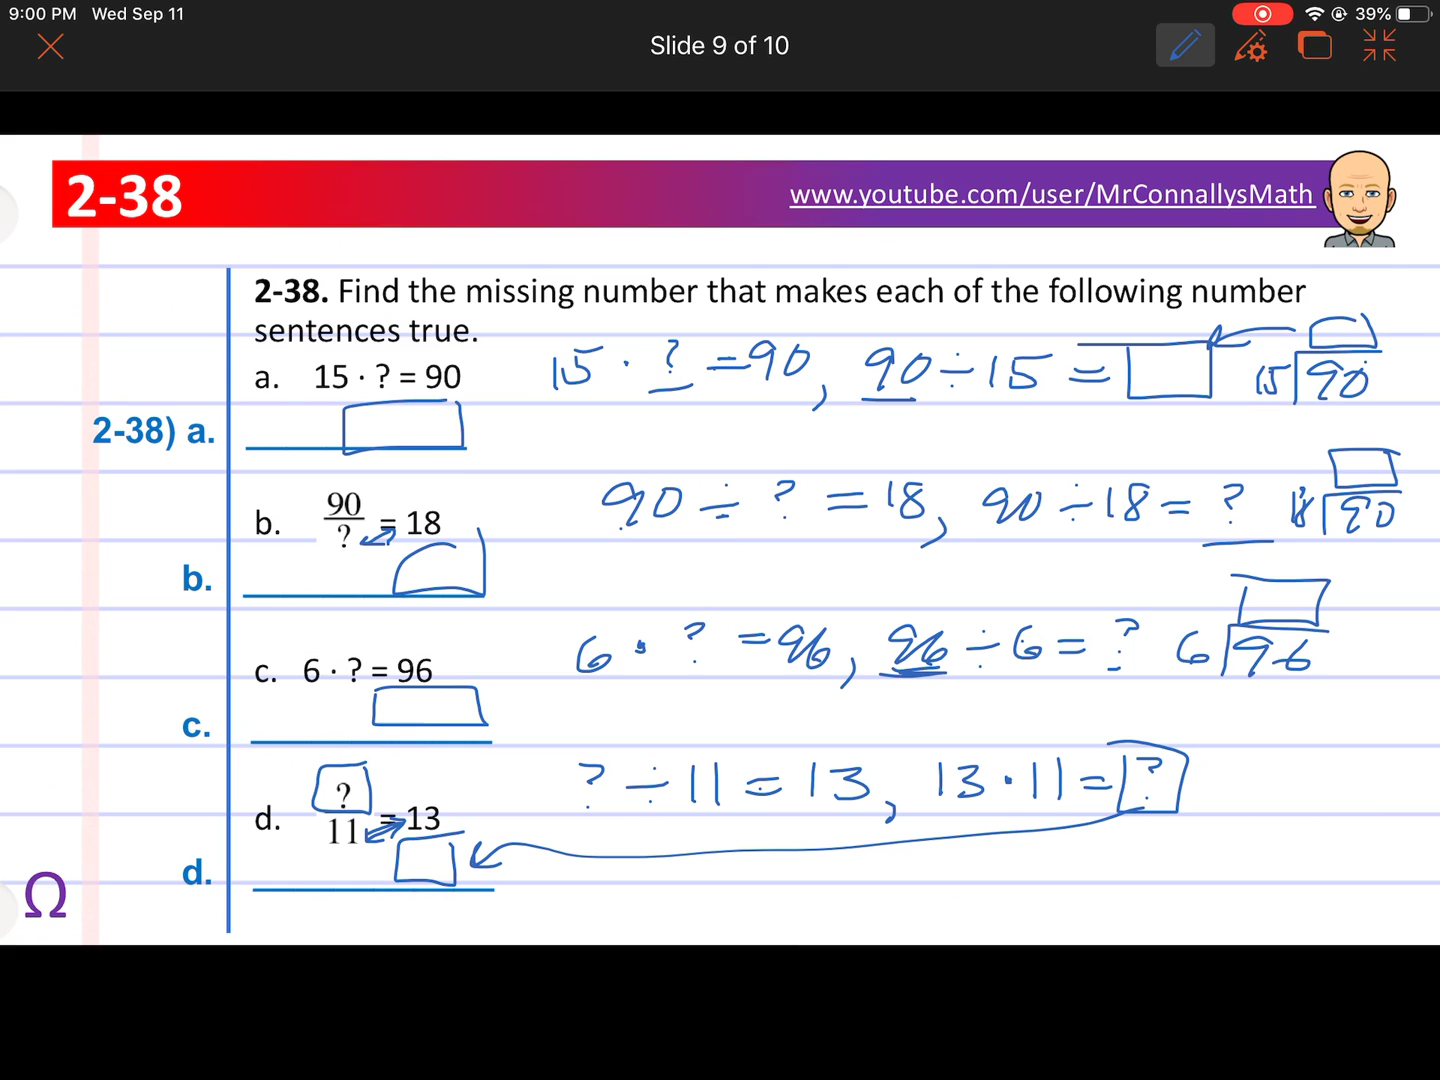 9:00 PM Wed Sep 11 39%
Slide 9 of 10
2-38 www.youtube.com/user/MrConnallysMath
2-38. Find the missing number that makes each of the following number
sentences true.
a. 15 · ? = 90 15 · ? = 90, 90 ÷ 15 = 15 90
2-38) a.
b. 90/? = 18 90 ÷ ? = 18, 90 ÷ 18 = ? 18 90
b.
c. 6 · ? = 96 6 · ? = 96, 96 ÷ 6 = ? 6 96
c.
d. ?/11 = 13 ? ÷ 11 = 13, 13 · 11 = ?
d.
Ω